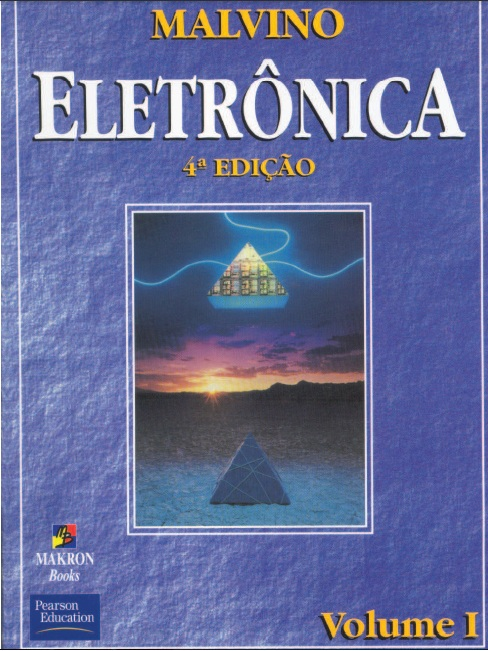 MALVINO
ELETRÔNICA
4ª EDIÇÃO
MAKRON
Books
Pearson
Education
Volume I